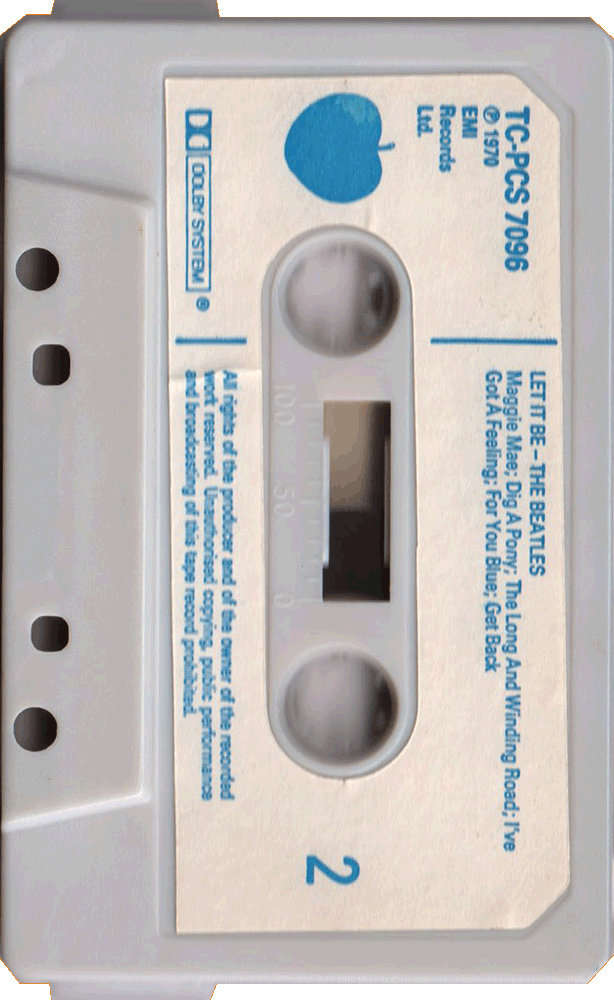 TC-PCS 7096
℗ 1970
EMI
Records
Ltd.
LET IT BE – THE BEATLES
Maggie Mae; Dig A Pony; The Long And Winding Road; I've
Got A Feeling; For You Blue; Get Back
100 50 0
2
DOLBY SYSTEM ®
All rights of the producer and of the owner of the recorded
work reserved. Unauthorised copying, public performance
and broadcasting of this tape record prohibited.